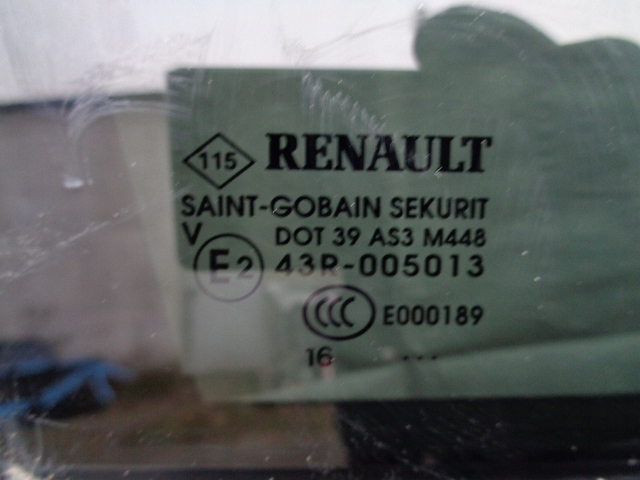 115 RENAULT
SAINT-GOBAIN SEKURIT
V DOT 39 AS3 M448
E2 43R-005013
CCC E000189
16 ...